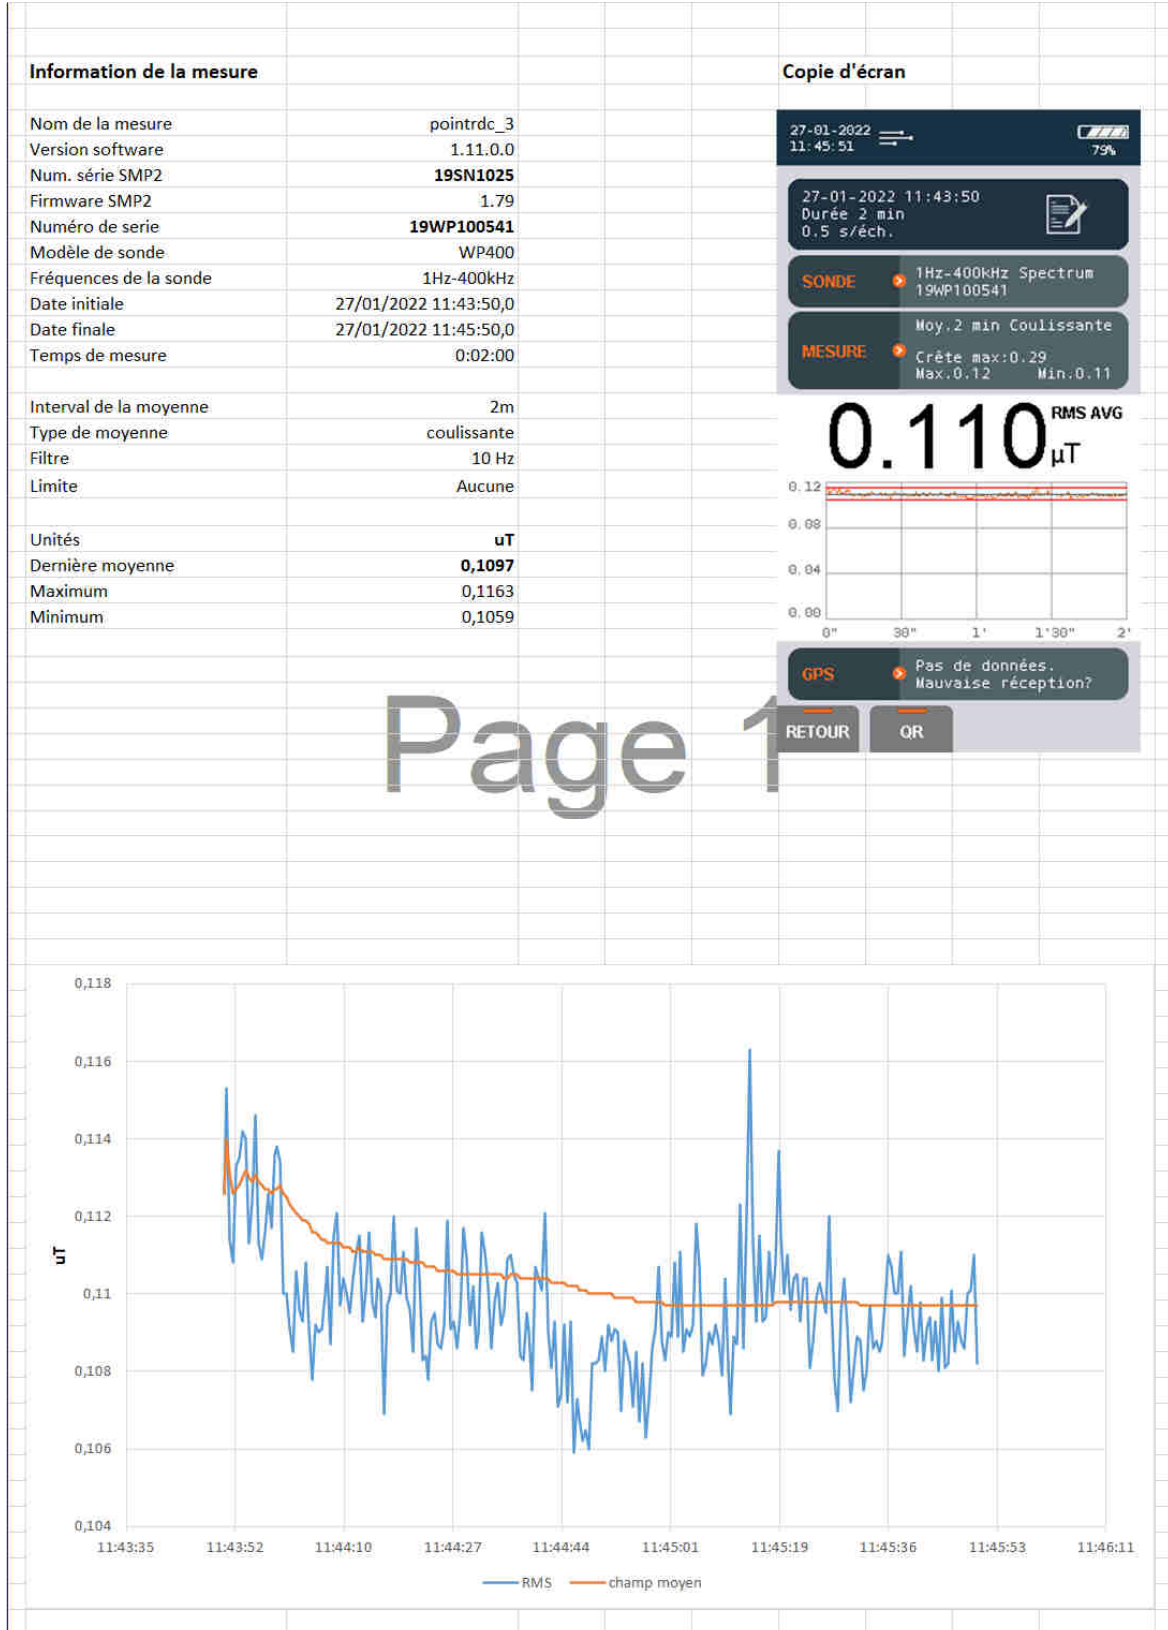 Information de la mesure
Copie d'écran
Nom de la mesure pointrdc_3
Version software 1.11.0.0
Num. série SMP2 19SN1025
Firmware SMP2 1.79
Numéro de serie 19WP100541
Modèle de sonde WP400
Fréquences de la sonde 1Hz-400kHz
Date initiale 27/01/2022 11:43:50,0
Date finale 27/01/2022 11:45:50,0
Temps de mesure 0:02:00
Interval de la moyenne 2m
Type de moyenne coulissante
Filtre 10 Hz
Limite Aucune
Unités uT
Dernière moyenne 0,1097
Maximum 0,1163
Minimum 0,1059
27-01-2022
11:45:51
79%
27-01-2022 11:43:50
Durée 2 min
0.5 s/éch.
SONDE
1Hz-400kHz Spectrum
19WP100541
MESURE
Moy.2 min Coulissante
Crête max:0.29
Max.0.12 Min.0.11
0.110 RMS AVG
µT
0.12
0.08
0.04
0.00
0" 30" 1' 1'30" 2'
GPS
Pas de données.
Mauvaise réception?
RETOUR QR
Page 1
0,118
0,116
0,114
0,112
0,11
0,108
0,106
0,104
uT
11:43:35 11:43:52 11:44:10 11:44:27 11:44:44 11:45:01 11:45:19 11:45:36 11:45:53 11:46:11
RMS champ moyen